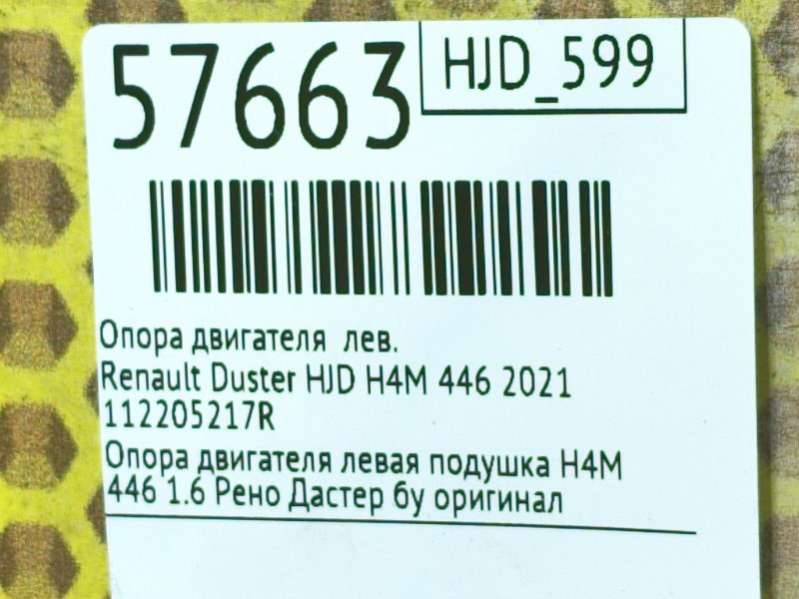 57663
HJD_599
Опора двигателя лев.
Renault Duster HJD H4M 446 2021
112205217R
Опора двигателя левая подушка H4M
446 1.6 Рено Дастер бу оригинал